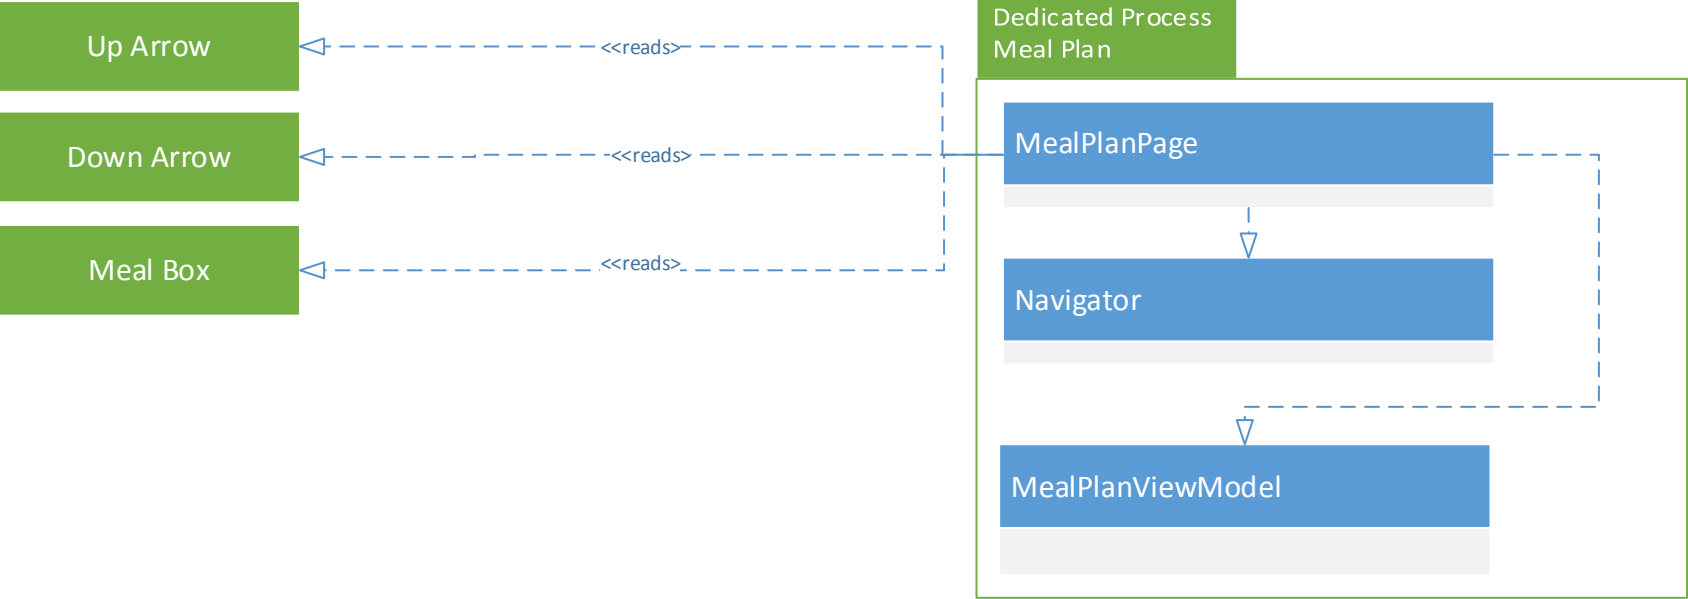 Up Arrow
<<reads>
Dedicated Process
Meal Plan
Down Arrow
<<reads>
MealPlanPage
Meal Box
<<reads>
Navigator
MealPlanViewModel